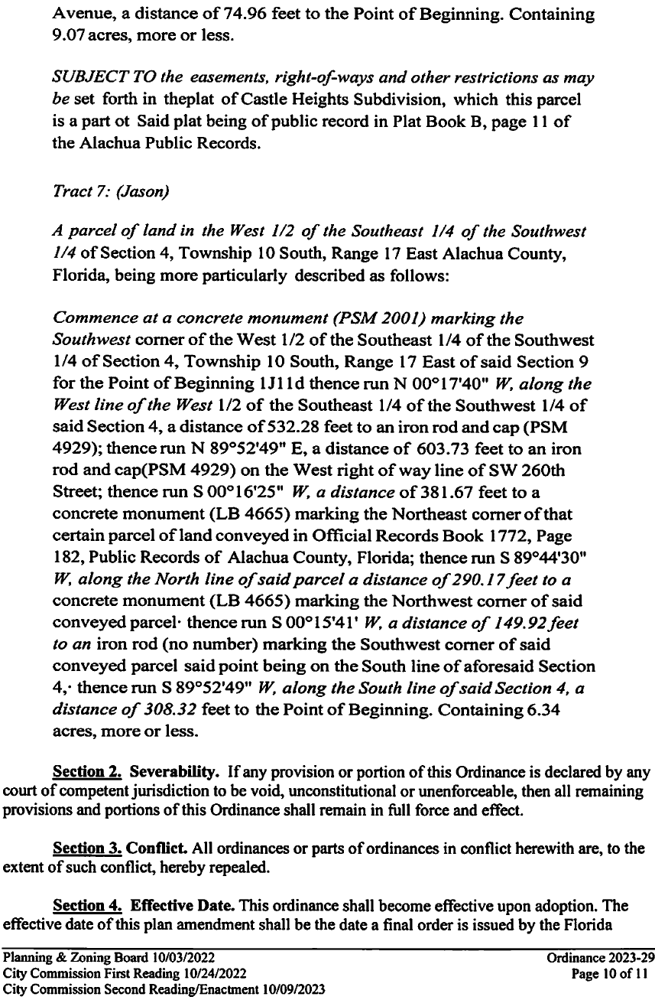 Avenue, a distance of 74.96 feet to the Point of Beginning. Containing
9.07 acres, more or less.
SUBJECT TO the easements, right-of-ways and other restrictions as may
be set forth in theplat of Castle Heights Subdivision, which this parcel
is a part ot Said plat being of public record in Plat Book B, page 11 of
the Alachua Public Records.
Tract 7: (Jason)
A parcel of land in the West 1/2 of the Southeast 1/4 of the Southwest
1/4 of Section 4, Township 10 South, Range 17 East Alachua County,
Florida, being more particularly described as follows:
Commence at a concrete monument (PSM 2001) marking the
Southwest comer of the West 1/2 of the Southeast 1/4 of the Southwest
1/4 of Section 4, Township 10 South, Range 17 East of said Section 9
for the Point of Beginning 1J11d thence run N 00°17'40" W, along the
West line of the West 1/2 of the Southeast 1/4 of the Southwest 1/4 of
said Section 4, a distance of 532.28 feet to an iron rod and cap (PSM
4929); thence run N 89°52'49" E, a distance of 603.73 feet to an iron
rod and cap(PSM 4929) on the West right of way line of SW 260th
Street; thence run S 00°16'25" W, a distance of 381.67 feet to a
concrete monument (LB 4665) marking the Northeast comer of that
certain parcel of land conveyed in Official Records Book 1772, Page
182, Public Records of Alachua County, Florida; thence run S 89°44'30"
W, along the North line of said parcel a distance of 290.17 feet to a
concrete monument (LB 4665) marking the Northwest comer of said
conveyed parcel· thence run S 00°15'41' W, a distance of 149.92 feet
to an iron rod (no number) marking the Southwest comer of said
conveyed parcel said point being on the South line of aforesaid Section
4,· thence run S 89°52'49" W, along the South line of said Section 4, a
distance of 308.32 feet to the Point of Beginning. Containing 6.34
acres, more or less.
Section 2. Severability. If any provision or portion of this Ordinance is declared by any
court of competent jurisdiction to be void, unconstitutional or unenforceable, then all remaining
provisions and portions of this Ordinance shall remain in full force and effect.
Section 3. Conflict. All ordinances or parts of ordinances in conflict herewith are, to the
extent of such conflict, hereby repealed.
Section 4. Effective Date. This ordinance shall become effective upon adoption. The
effective date of this plan amendment shall be the date a final order is issued by the Florida
Planning & Zoning Board 10/03/2022 Ordinance 2023-29
City Commission First Reading 10/24/2022 Page 10 of 11
City Commission Second Reading/Enactment 10/09/2023